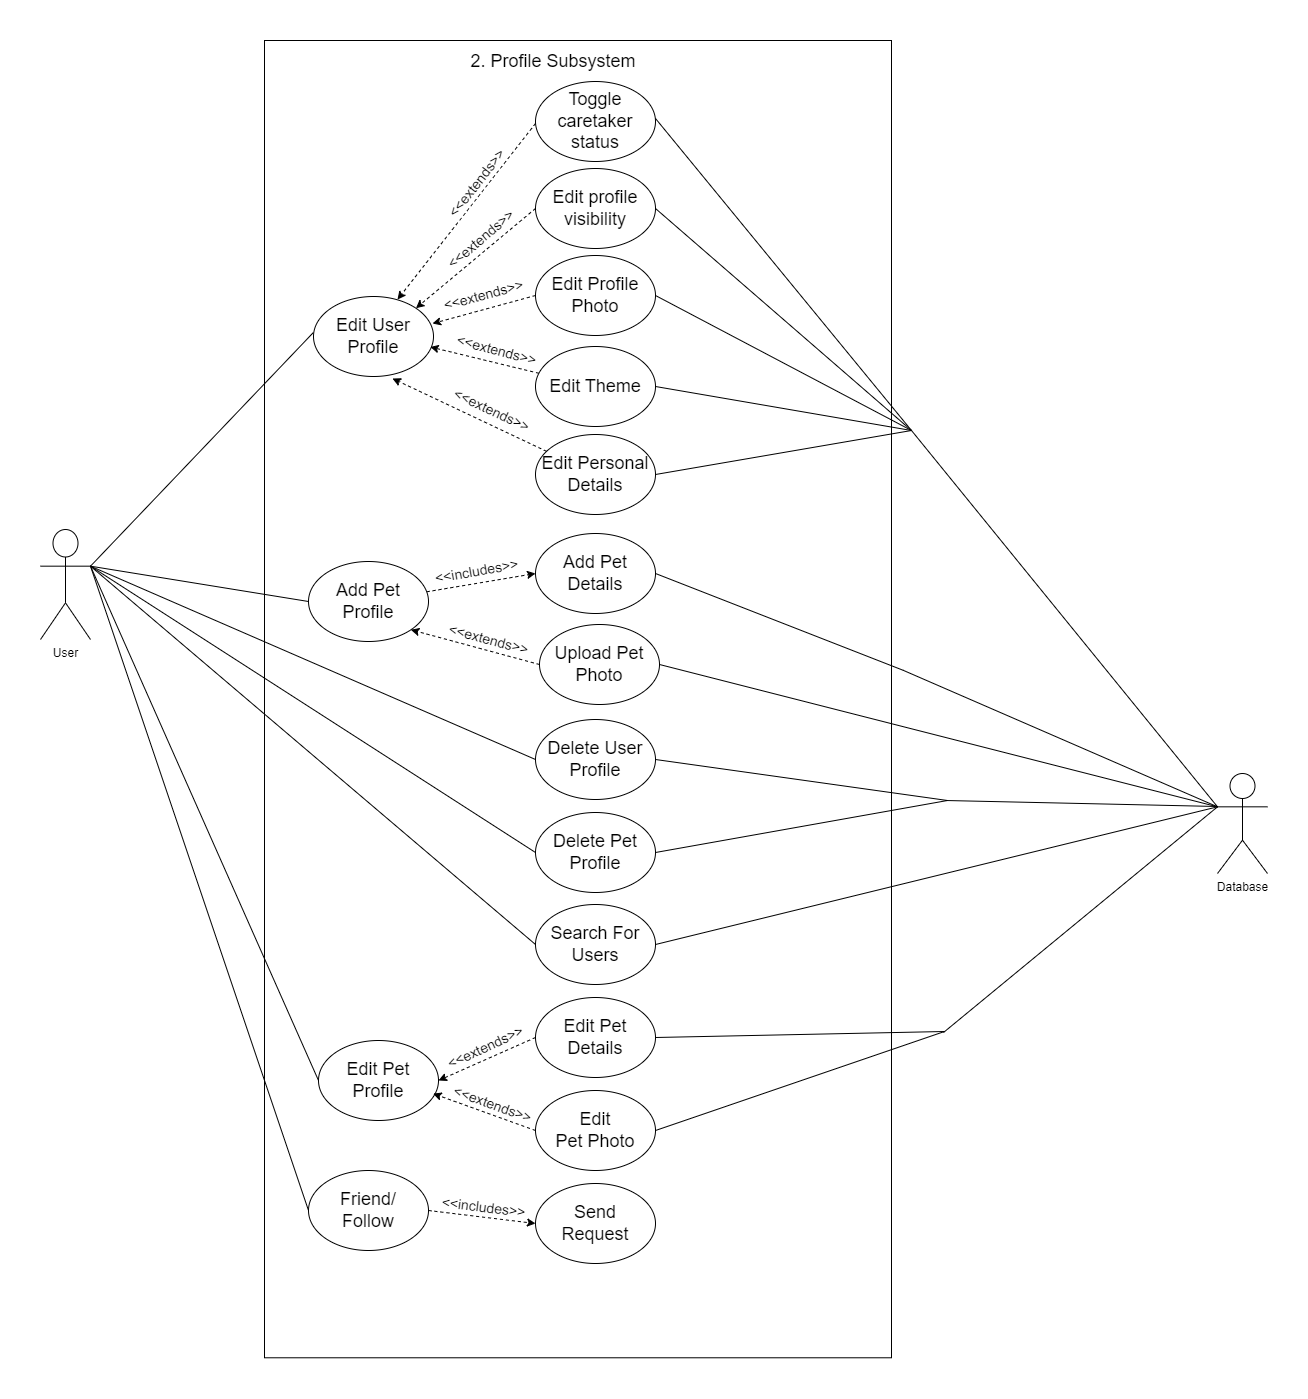 2. Profile Subsystem
Toggle
caretaker
status
<<extends>>
Edit profile
visibility
<<extends>>
Edit Profile
Photo
<<extends>>
Edit User
Profile
<<extends>>
Edit Theme
<<extends>>
Edit Personal
Details
User
Add Pet
Profile
<<includes>>
Add Pet
Details
<<extends>>
Upload Pet
Photo
Delete User
Profile
Delete Pet
Profile
Database
Search For
Users
Edit Pet
Profile
<<extends>>
Edit Pet
Details
<<extends>>
Edit
Pet Photo
Friend/
Follow
<<includes>>
Send
Request